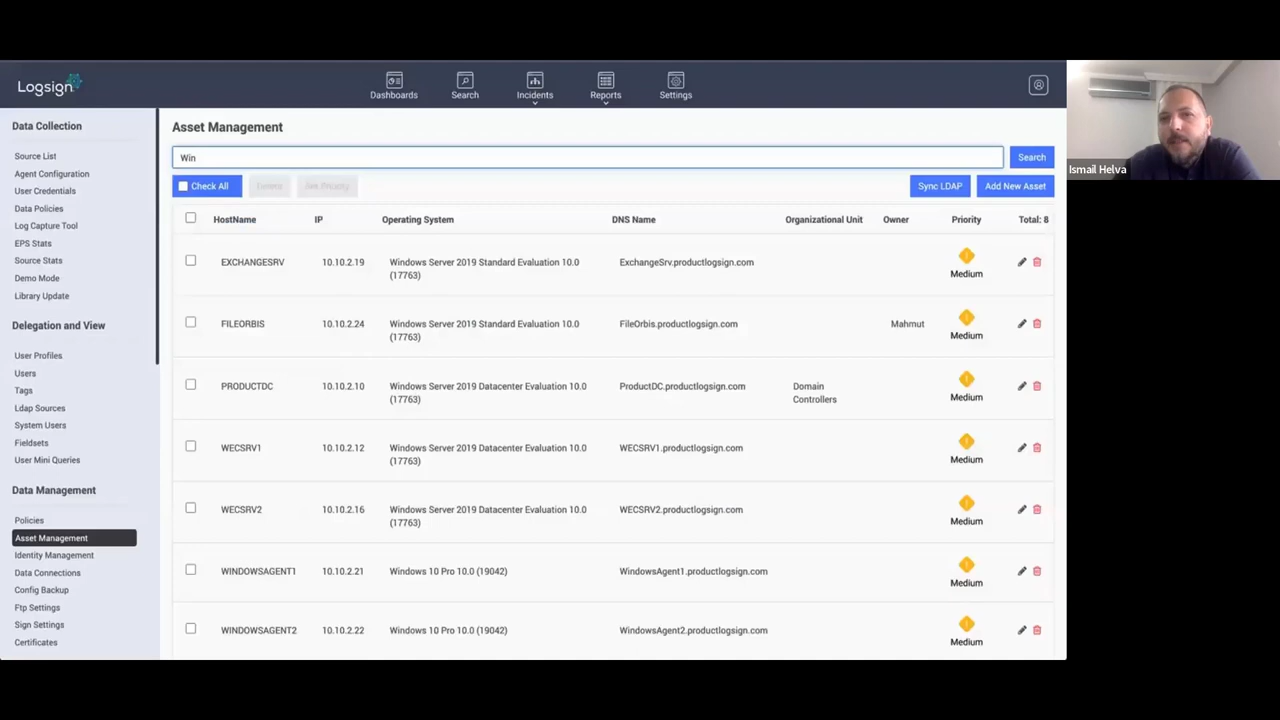 Logsign
Dashboards
Search
Incidents
Reports
Settings
Ismail Helva
Data Collection
Source List
Agent Configuration
User Credentials
Data Policies
Log Capture Tool
EPS Stats
Source Stats
Demo Mode
Library Update
Delegation and View
User Profiles
Users
Tags
Ldap Sources
System Users
Fieldsets
User Mini Queries
Data Management
Policies
Asset Management
Identity Management
Data Connections
Config Backup
Ftp Settings
Sign Settings
Certificates
Asset Management
Win Search
Check All Delete Set Priority Sync LDAP Add New Asset
HostName IP Operating System DNS Name Organizational Unit Owner Priority Total: 8
EXCHANGESRV 10.10.2.19 Windows Server 2019 Standard Evaluation 10.0 ExchangeSrv.productlogsign.com
(17763) Medium
FILEORBIS 10.10.2.24 Windows Server 2019 Standard Evaluation 10.0 FileOrbis.productlogsign.com Mahmut
(17763) Medium
PRODUCTDC 10.10.2.10 Windows Server 2019 Datacenter Evaluation 10.0 ProductDC.productlogsign.com Domain
(17763) Controllers Medium
WECSRV1 10.10.2.12 Windows Server 2019 Datacenter Evaluation 10.0 WECSRV1.productlogsign.com
(17763) Medium
WECSRV2 10.10.2.16 Windows Server 2019 Datacenter Evaluation 10.0 WECSRV2.productlogsign.com
(17763) Medium
WINDOWSAGENT1 10.10.2.21 Windows 10 Pro 10.0 (19042) WindowsAgent1.productlogsign.com
Medium
WINDOWSAGENT2 10.10.2.22 Windows 10 Pro 10.0 (19042) WindowsAgent2.productlogsign.com
Medium